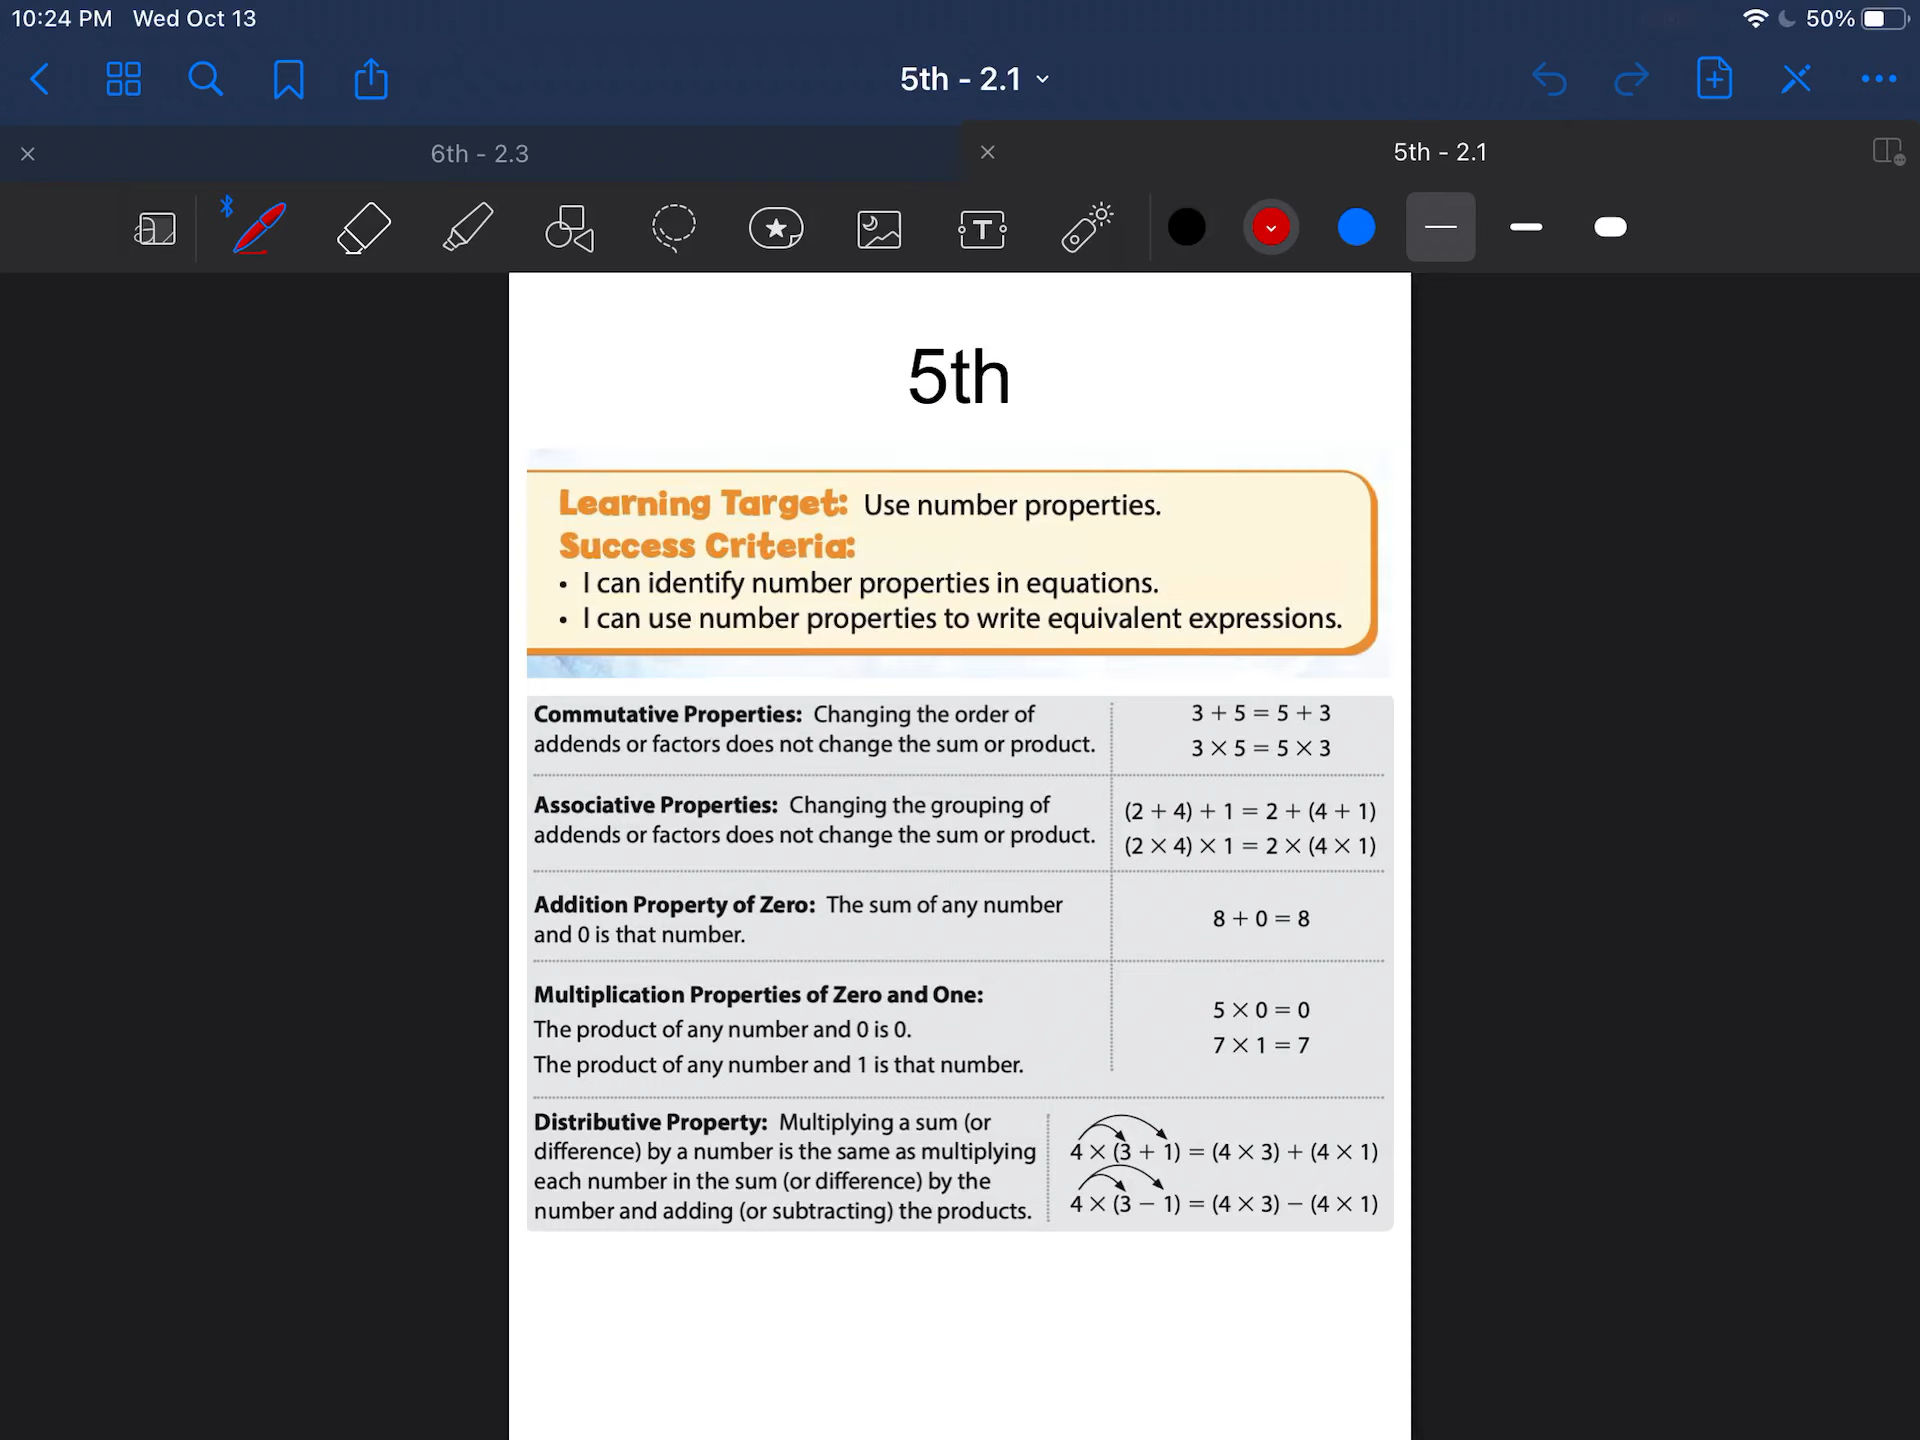 10:24 PM Wed Oct 13
50%
5th - 2.1
6th - 2.3
5th - 2.1
5th
Learning Target: Use number properties.
Success Criteria:
• I can identify number properties in equations.
• I can use number properties to write equivalent expressions.
Commutative Properties: Changing the order of
addends or factors does not change the sum or product.
3 + 5 = 5 + 3
3 × 5 = 5 × 3
Associative Properties: Changing the grouping of
addends or factors does not change the sum or product.
(2 + 4) + 1 = 2 + (4 + 1)
(2 × 4) × 1 = 2 × (4 × 1)
Addition Property of Zero: The sum of any number
and 0 is that number.
8 + 0 = 8
Multiplication Properties of Zero and One:
The product of any number and 0 is 0.
The product of any number and 1 is that number.
5 × 0 = 0
7 × 1 = 7
Distributive Property: Multiplying a sum (or
difference) by a number is the same as multiplying
each number in the sum (or difference) by the
number and adding (or subtracting) the products.
4 × (3 + 1) = (4 × 3) + (4 × 1)
4 × (3 − 1) = (4 × 3) − (4 × 1)